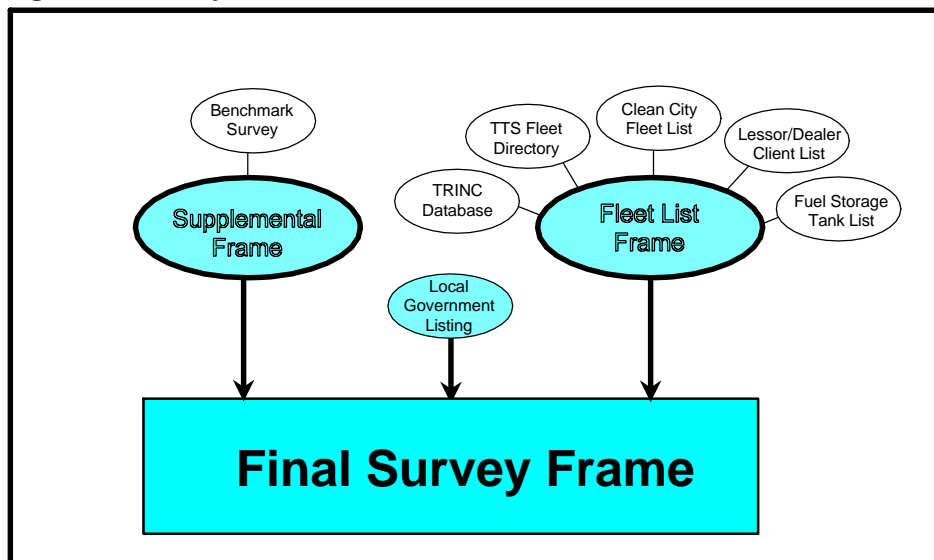 Benchmark
Survey
Supplemental
Frame
TRINC
Database
TTS Fleet
Directory
Clean City
Fleet List
Lessor/Dealer
Client List
Fuel Storage
Tank List
Fleet List
Frame
Local
Government
Listing
Final Survey Frame